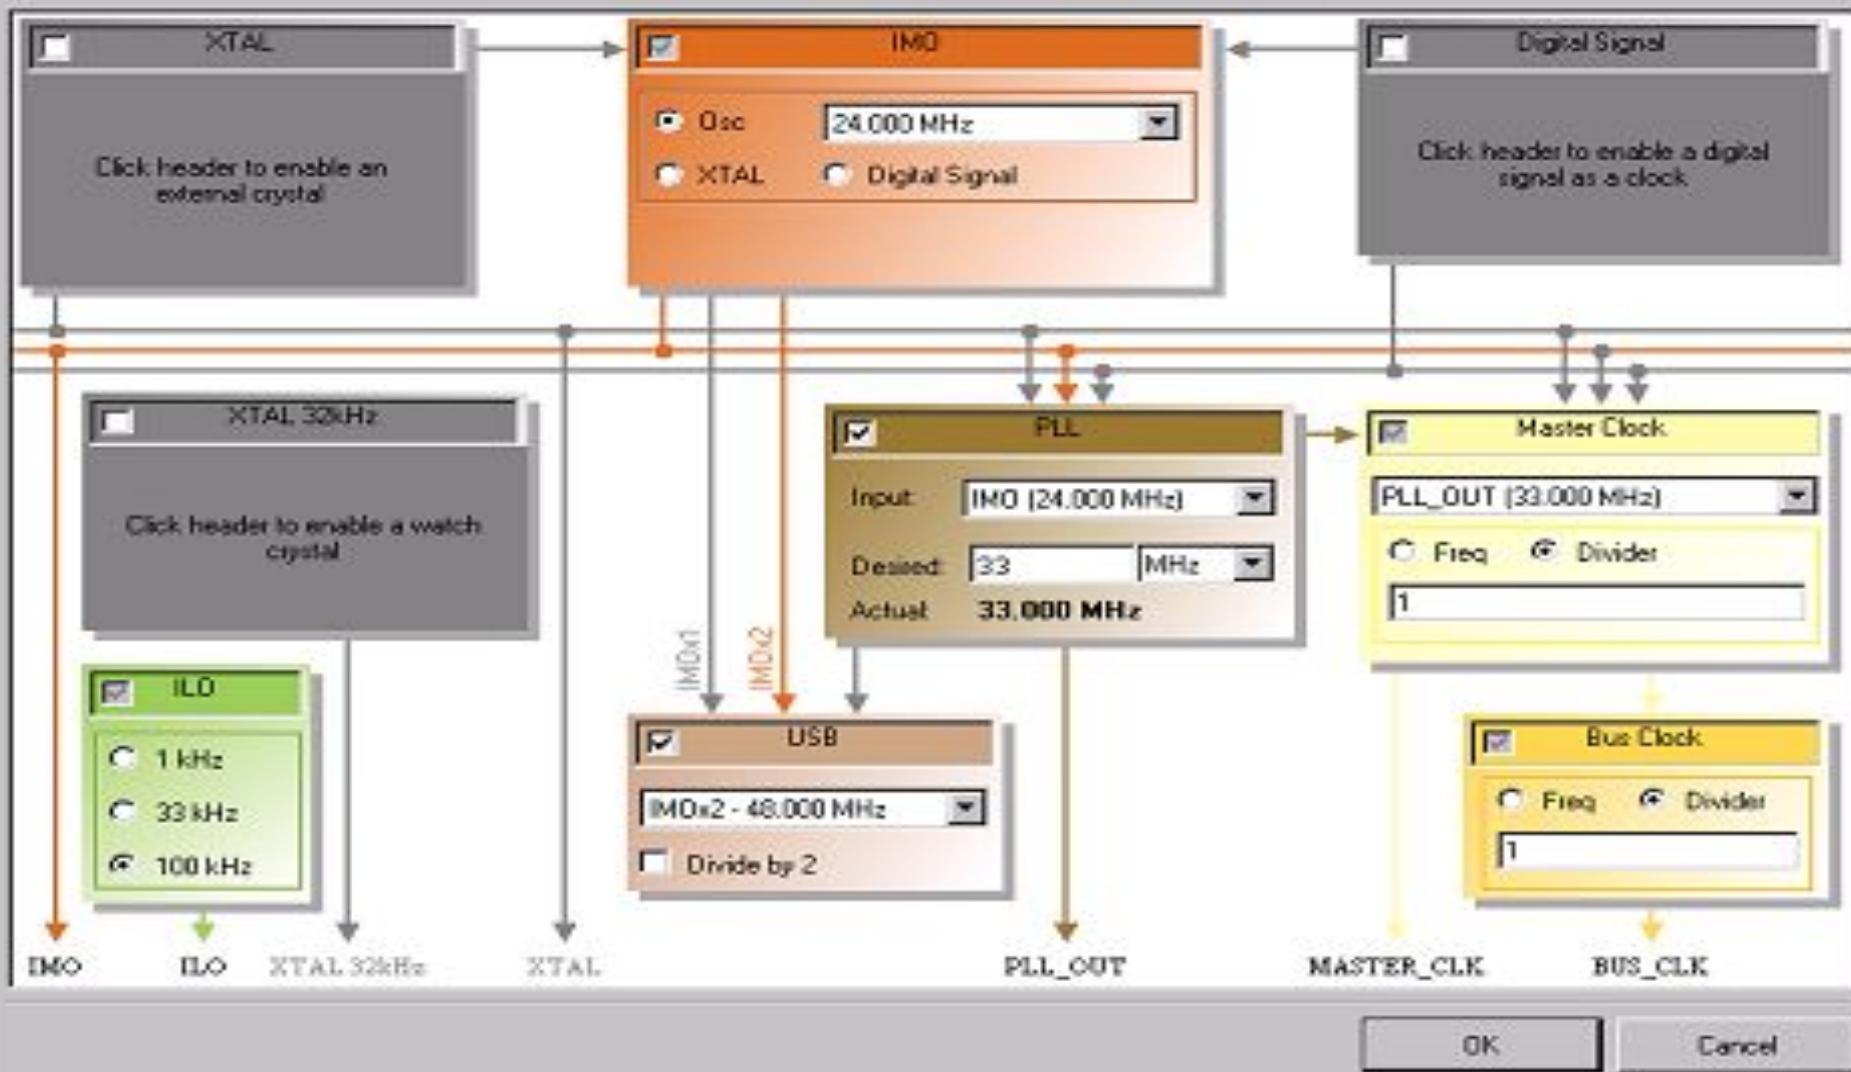 XTAL
Click header to enable an
external crystal
IMO
Osc
24.000 MHz
XTAL
Digital Signal
Digital Signal
Click header to enable a digital
signal as a clock
XTAL 32kHz
Click header to enable a watch
crystal
PLL
Input:
IMO (24.000 MHz)
Desired:
33
MHz
Actual:
33.000 MHz
Master Clock
PLL_OUT (33.000 MHz)
Freq
Divider
1
IMOx1
IMOx2
ILO
1 kHz
33 kHz
100 kHz
USB
IMOx2 - 48.000 MHz
Divide by 2
Bus Clock
Freq
Divider
1
IMO
ILO
XTAL 32kHz
XTAL
PLL_OUT
MASTER_CLK
BUS_CLK
OK
Cancel